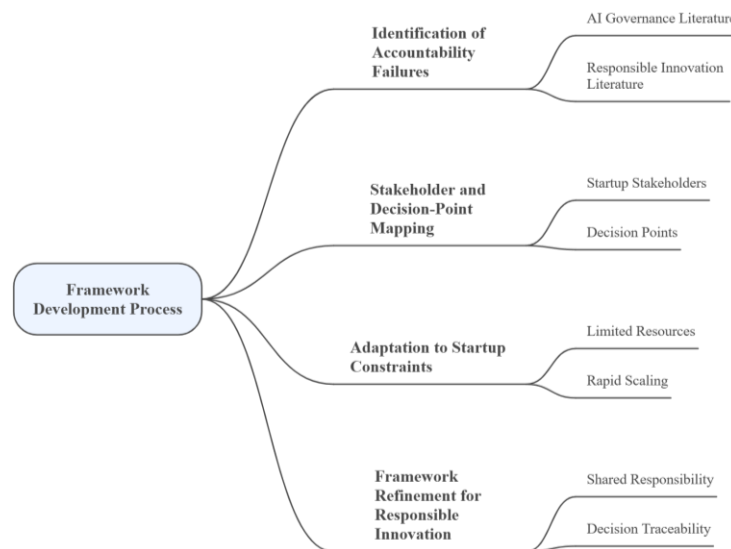 Identification of
Accountability
Failures
AI Governance Literature
Responsible Innovation
Literature
Stakeholder and
Decision-Point
Mapping
Startup Stakeholders
Decision Points
Framework
Development Process
Adaptation to Startup
Constraints
Limited Resources
Rapid Scaling
Framework
Refinement for
Responsible
Innovation
Shared Responsibility
Decision Traceability